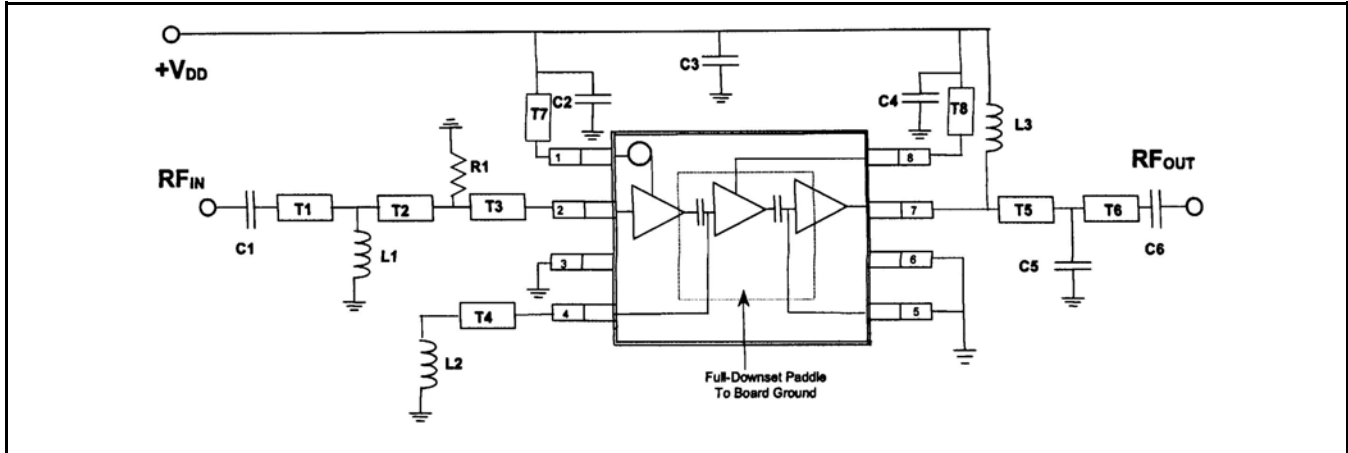 +VDD
C3
C2
C4
T7
T8
L3
R1
1
8
RFIN
RFOUT
C1
T1
T2
T3
2
7
T5
T6
C6
L1
C5
3
6
4
5
T4
L2
Full-Downset Paddle
To Board Ground